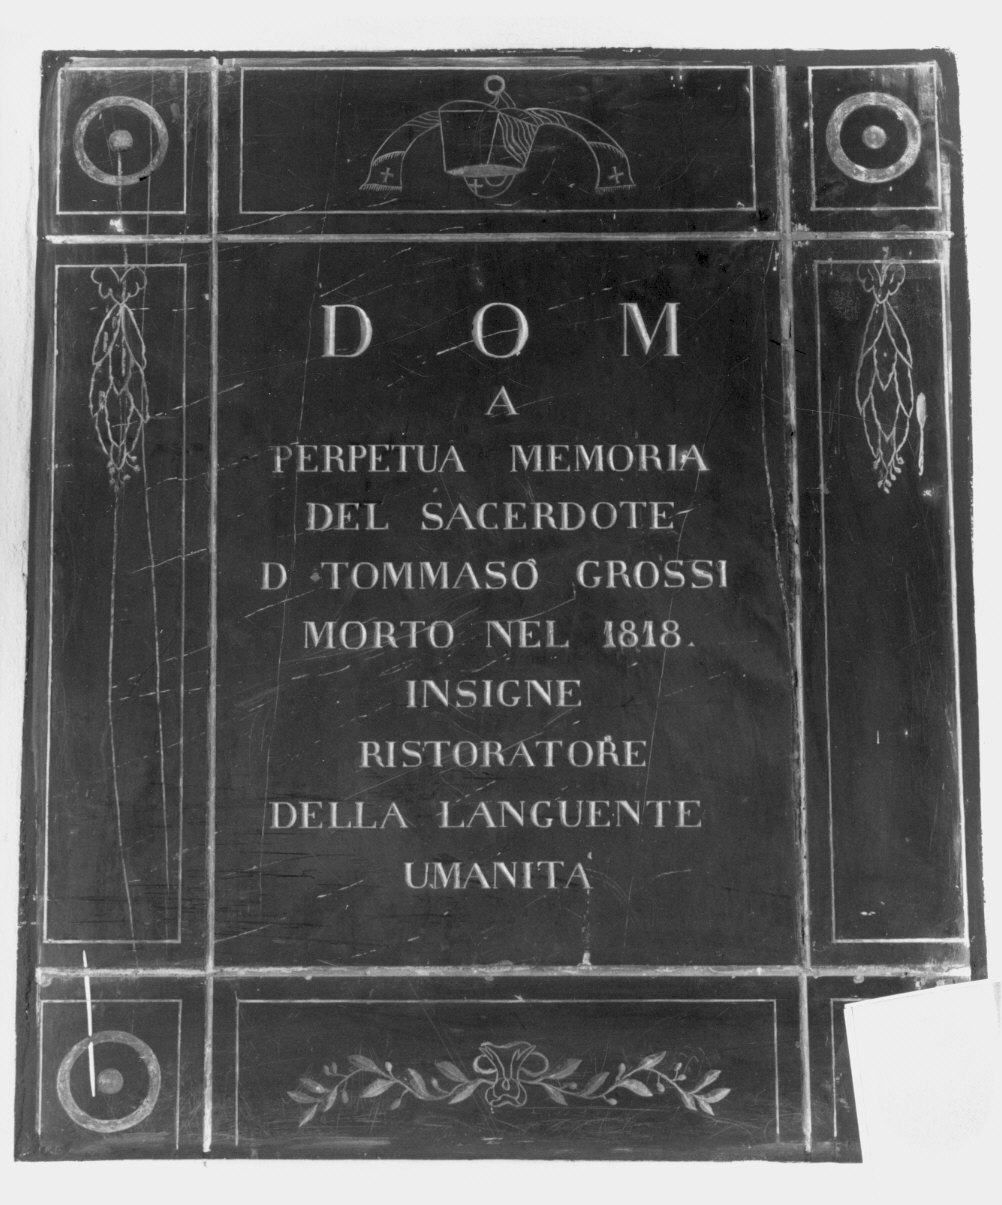 D O M
A
PERPETUA MEMORIA
DEL SACERDOTE
D TOMMASO GROSSI
MORTO NEL 1818.
INSIGNE
RISTORATORE
DELLA LANGUENTE
UMANITA'